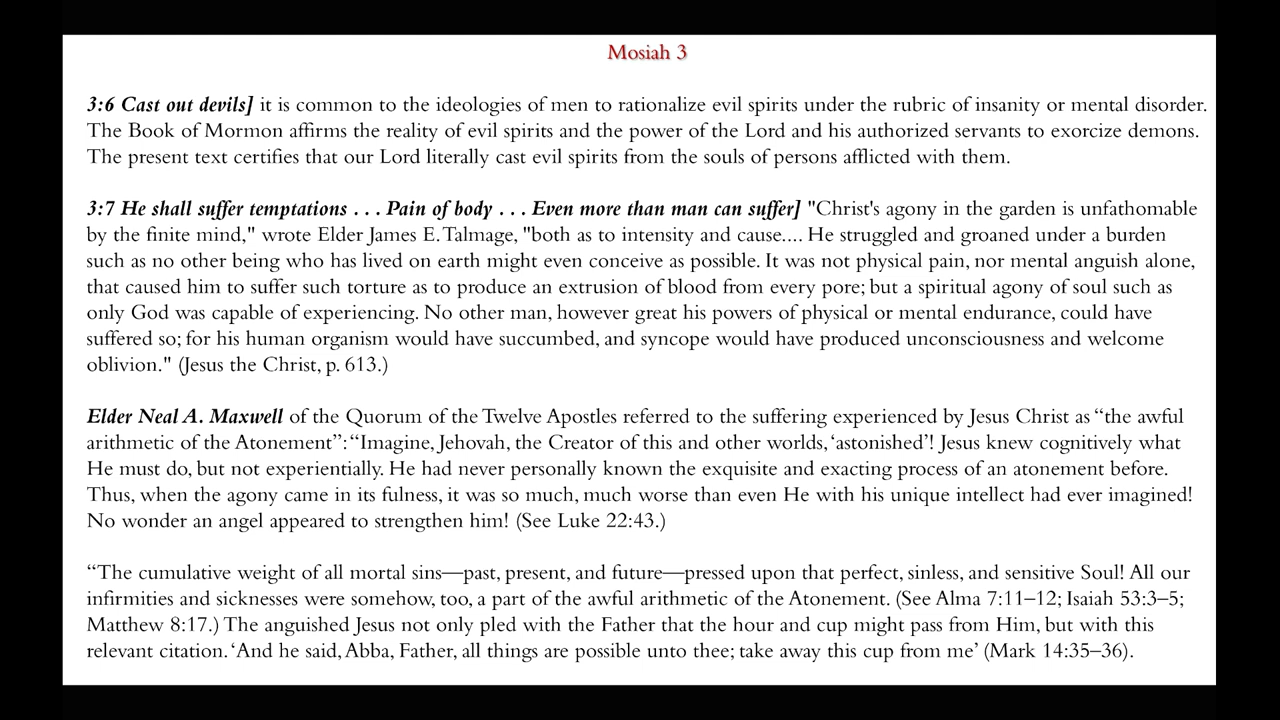 Mosiah 3
3:6 Cast out devils] it is common to the ideologies of men to rationalize evil spirits under the rubric of insanity or mental disorder.
The Book of Mormon affirms the reality of evil spirits and the power of the Lord and his authorized servants to exorcize demons.
The present text certifies that our Lord literally cast evil spirits from the souls of persons afflicted with them.
3:7 He shall suffer temptations . . . Pain of body . . . Even more than man can suffer] "Christ's agony in the garden is unfathomable
by the finite mind," wrote Elder James E. Talmage, "both as to intensity and cause.... He struggled and groaned under a burden
such as no other being who has lived on earth might even conceive as possible. It was not physical pain, nor mental anguish alone,
that caused him to suffer such torture as to produce an extrusion of blood from every pore; but a spiritual agony of soul such as
only God was capable of experiencing. No other man, however great his powers of physical or mental endurance, could have
suffered so; for his human organism would have succumbed, and syncope would have produced unconsciousness and welcome
oblivion." (Jesus the Christ, p. 613.)
Elder Neal A. Maxwell of the Quorum of the Twelve Apostles referred to the suffering experienced by Jesus Christ as “the awful
arithmetic of the Atonement”: “Imagine, Jehovah, the Creator of this and other worlds, ‘astonished’! Jesus knew cognitively what
He must do, but not experientially. He had never personally known the exquisite and exacting process of an atonement before.
Thus, when the agony came in its fulness, it was so much, much worse than even He with his unique intellect had ever imagined!
No wonder an angel appeared to strengthen him! (See Luke 22:43.)
“The cumulative weight of all mortal sins—past, present, and future—pressed upon that perfect, sinless, and sensitive Soul! All our
infirmities and sicknesses were somehow, too, a part of the awful arithmetic of the Atonement. (See Alma 7:11–12; Isaiah 53:3–5;
Matthew 8:17.) The anguished Jesus not only pled with the Father that the hour and cup might pass from Him, but with this
relevant citation. ‘And he said, Abba, Father, all things are possible unto thee; take away this cup from me’ (Mark 14:35–36).